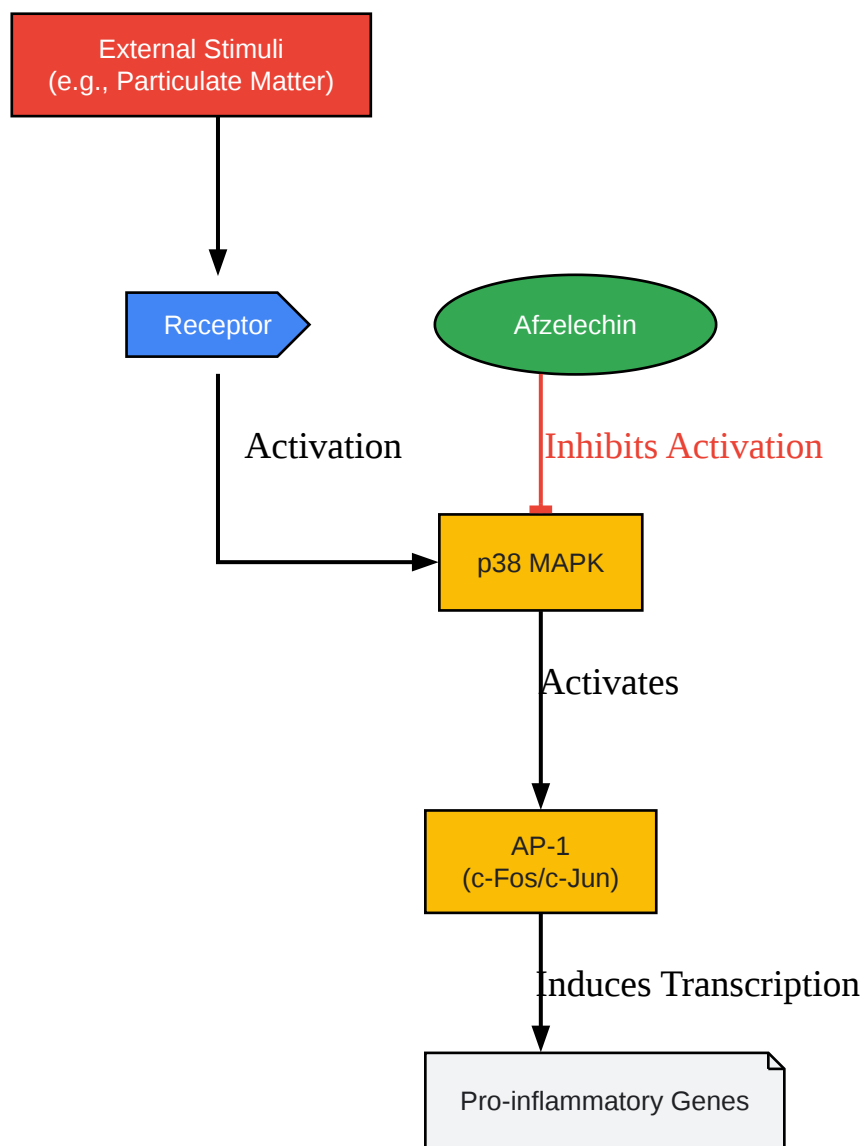 External Stimuli
(e.g., Particulate Matter)
Receptor
Afzelechin
Activation
Inhibits Activation
p38 MAPK
Activates
AP-1
(c-Fos/c-Jun)
Induces Transcription
Pro-inflammatory Genes